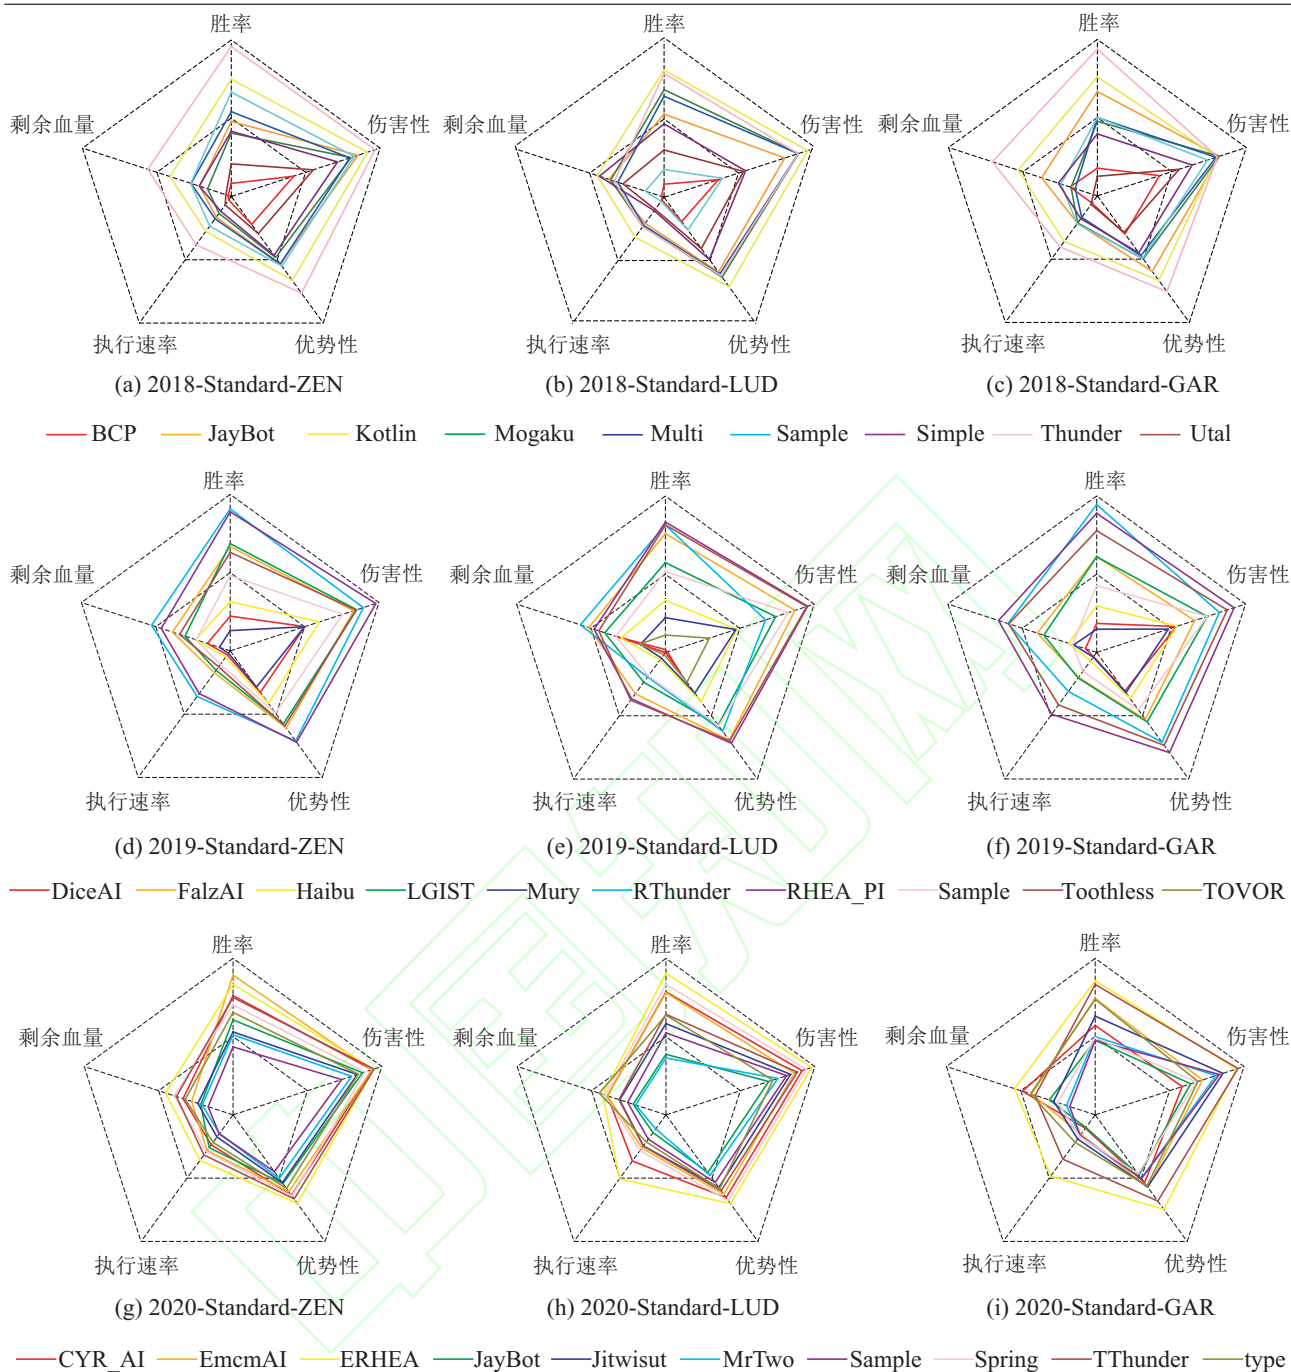 胜率 胜率 胜率
剩余血量 伤害性 剩余血量 伤害性 剩余血量 伤害性
执行速率 优势性 执行速率 优势性 执行速率 优势性
(a) 2018-Standard-ZEN (b) 2018-Standard-LUD (c) 2018-Standard-GAR
BCP JayBot Kotlin Mogaku Multi Sample Simple Thunder Utal
胜率 胜率 胜率
剩余血量 伤害性 剩余血量 伤害性 剩余血量 伤害性
执行速率 优势性 执行速率 优势性 执行速率 优势性
(d) 2019-Standard-ZEN (e) 2019-Standard-LUD (f) 2019-Standard-GAR
DiceAI FalzAI Haibu LGIST Mury RThunder RHEA_PI Sample Toothless TOVOR
胜率 胜率 胜率
剩余血量 伤害性 剩余血量 伤害性 剩余血量 伤害性
执行速率 优势性 执行速率 优势性 执行速率 优势性
(g) 2020-Standard-ZEN (h) 2020-Standard-LUD (i) 2020-Standard-GAR
CYR_AI EmcmAI ERHEA JayBot Jitwisut MrTwo Sample Spring TThunder type